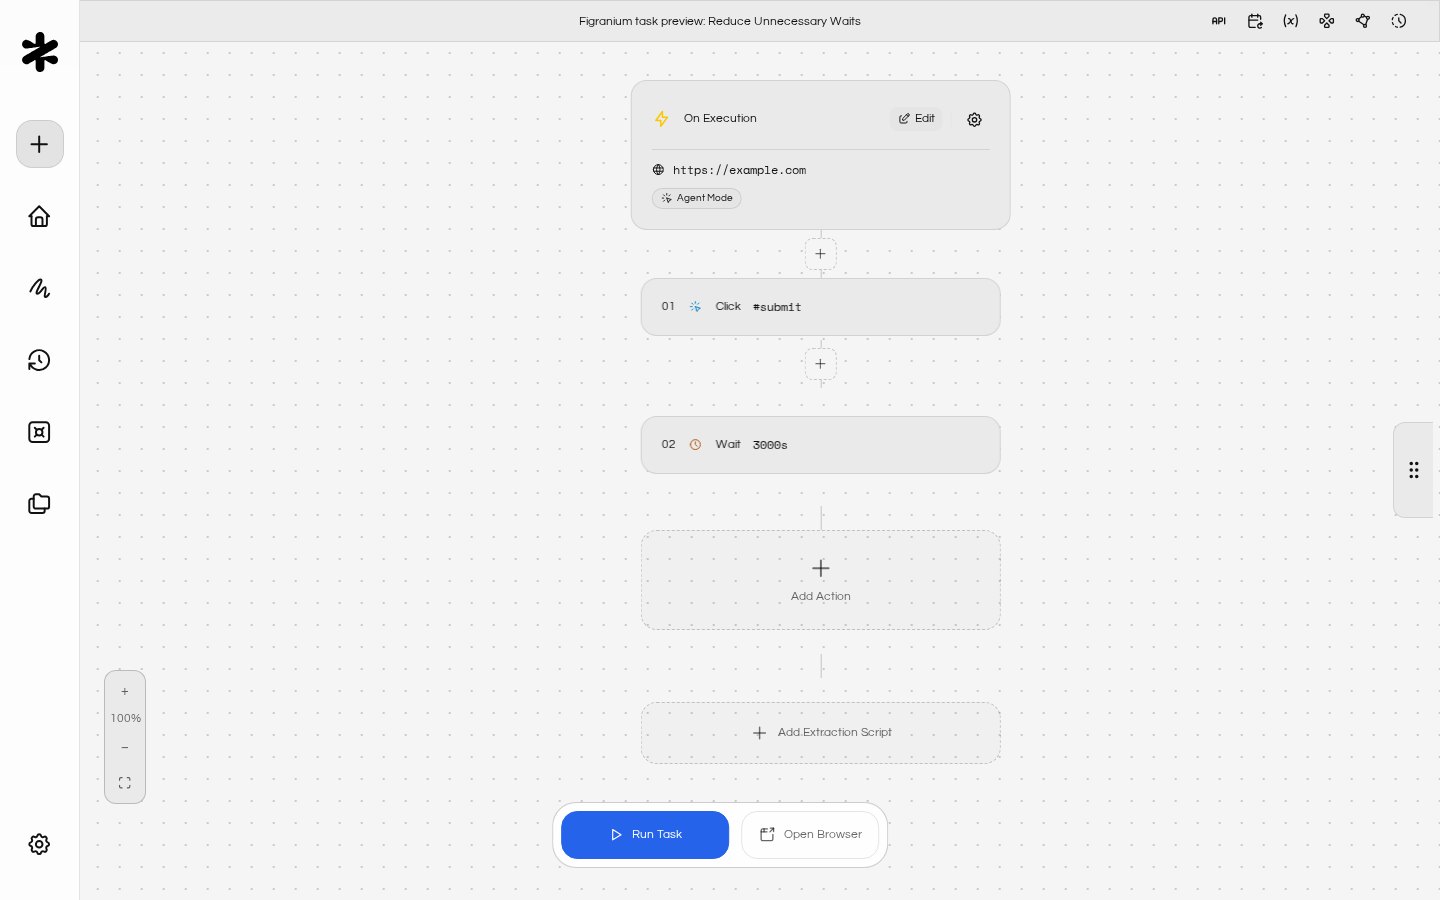 Figranium task preview: Reduce Unnecessary Waits
API
(x)
On Execution
Edit
https://example.com
Agent Mode
01 Click #submit
02 Wait 3000s
Add Action
Add Extraction Script
+
100%
−
Run Task
Open Browser